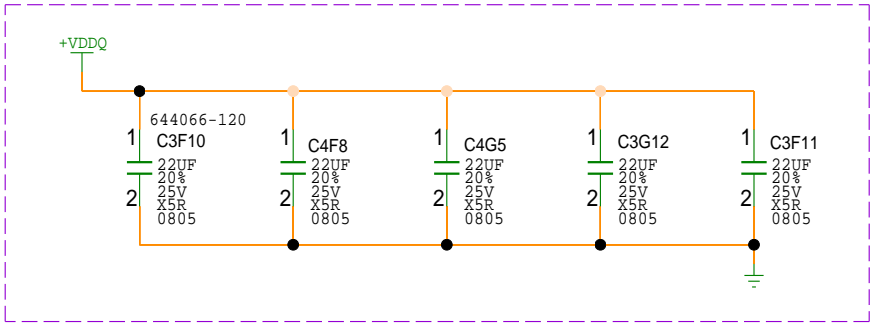 +VDDQ
644066-120
1
C3F10
22UF
20%
25V
X5R
0805
2
1
C4F8
22UF
20%
25V
X5R
0805
2
1
C4G5
22UF
20%
25V
X5R
0805
2
1
C3G12
22UF
20%
25V
X5R
0805
2
1
C3F11
22UF
20%
25V
X5R
0805
2